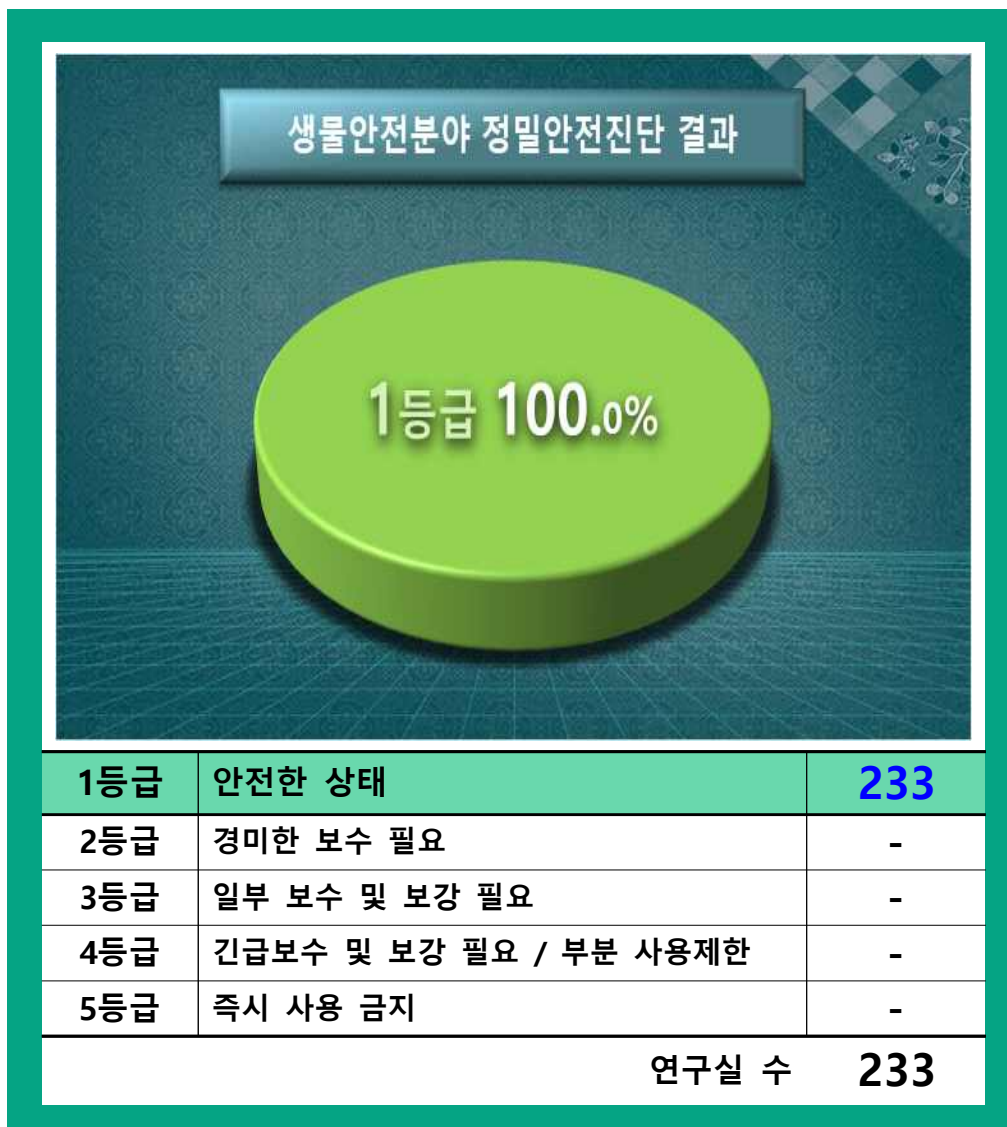 생물안전분야 정밀안전진단 결과
1등급 100.0%
1등급 안전한 상태 233
2등급 경미한 보수 필요 -
3등급 일부 보수 및 보강 필요 -
4등급 긴급보수 및 보강 필요 / 부분 사용제한 -
5등급 즉시 사용 금지 -
연구실 수 233